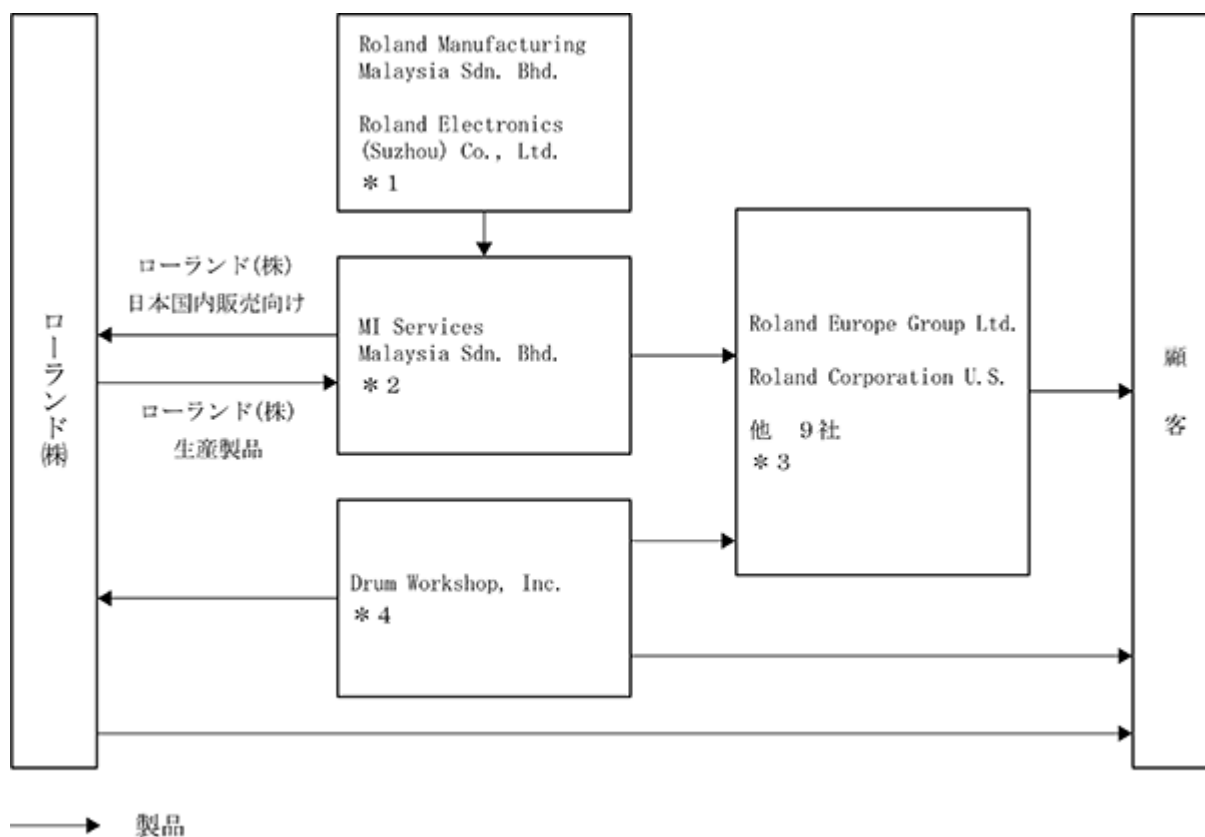 ローランド㈱
Roland Manufacturing
Malaysia Sdn. Bhd.
Roland Electronics
(Suzhou) Co., Ltd.
＊１
ローランド(株)
日本国内販売向け
MI Services
Malaysia Sdn. Bhd.
＊２
ローランド(株)
生産製品
Roland Europe Group Ltd.
Roland Corporation U.S.
他　９社
＊３
Drum Workshop, Inc.
＊４
顧客
製品